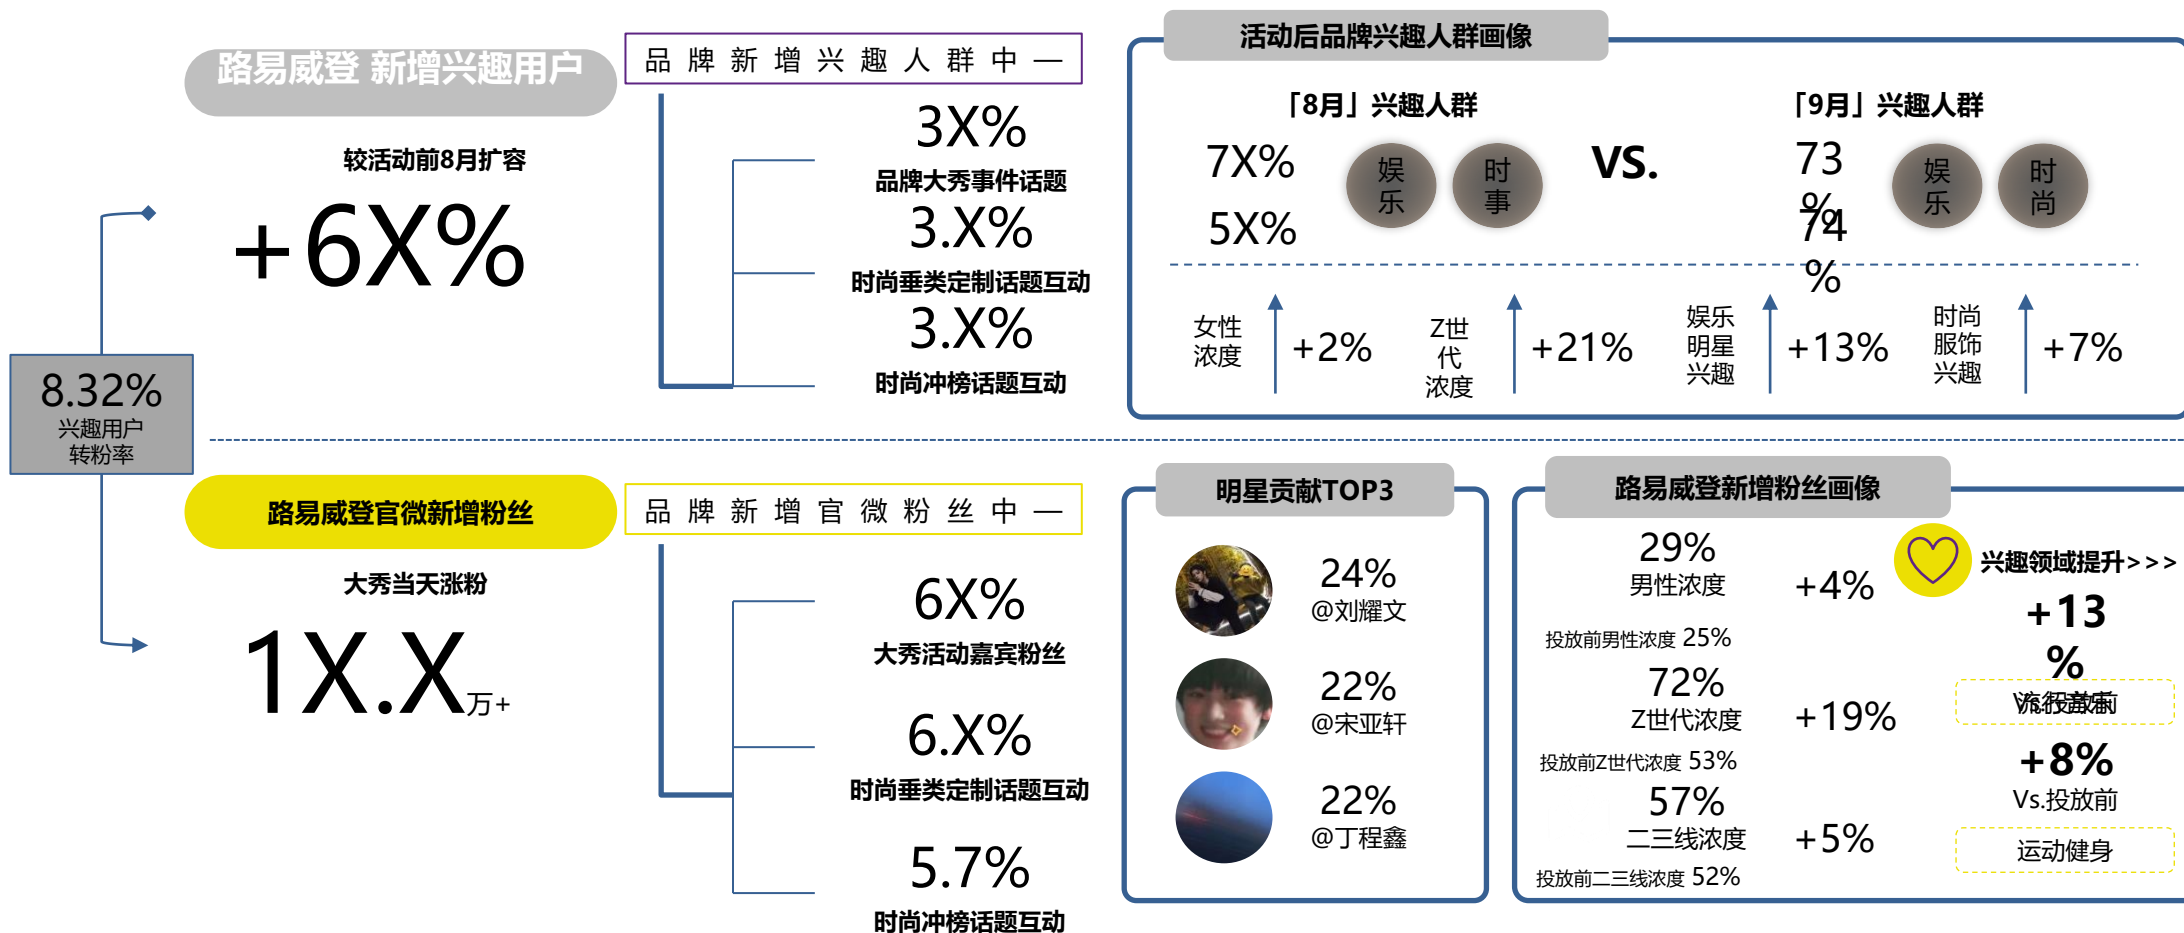 路易威登 新增兴趣用户
较活动前8月扩容
+6X%
8.32%
兴趣用户
转粉率
品牌新增兴趣人群中—
3X%
品牌大秀事件话题
3.X%
时尚垂类定制话题互动
3.X%
时尚冲榜话题互动
活动后品牌兴趣人群画像
「8月」兴趣人群
7X%
5X%
娱
乐
时
事
VS.
「9月」兴趣人群
73
%
74
%
娱
乐
时
尚
女性
浓度
+2%
Z世
代
浓度
+21%
娱乐
明星
兴趣
+13%
时尚
服饰
兴趣
+7%
路易威登官微新增粉丝
大秀当天涨粉
1X.X万+
品牌新增官微粉丝中—
6X%
大秀活动嘉宾粉丝
6.X%
时尚垂类定制话题互动
5.7%
时尚冲榜话题互动
明星贡献TOP3
24%
@刘耀文
22%
@宋亚轩
22%
@丁程鑫
路易威登新增粉丝画像
29%
男性浓度
+4%
投放前男性浓度 25%
72%
Z世代浓度
+19%
投放前Z世代浓度 53%
57%
二三线浓度
+5%
投放前二三线浓度 52%
兴趣领域提升>>>
+13
%
Vs.投放前
流行音乐
+8%
Vs.投放前
运动健身